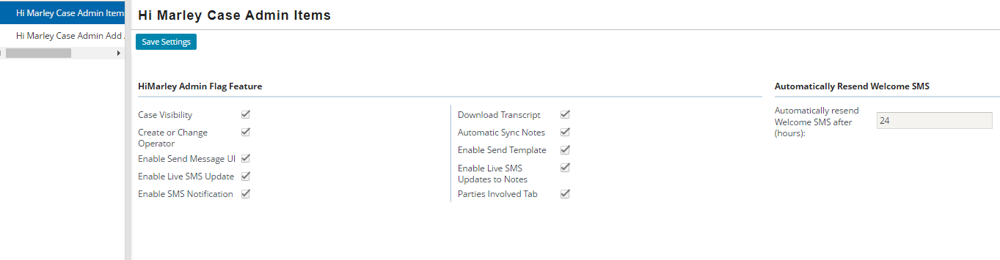 Hi Marley Case Admin Items
Hi Marley Case Admin Add
Hi Marley Case Admin Items
Save Settings
HiMarley Admin Flag Feature
Case Visibility
Create or Change
Operator
Enable Send Message UI
Enable Live SMS Update
Enable SMS Notification
Download Transcript
Automatic Sync Notes
Enable Send Template
Enable Live SMS
Updates to Notes
Parties Involved Tab
Automatically Resend Welcome SMS
Automatically resend
Welcome SMS after
(hours):
24